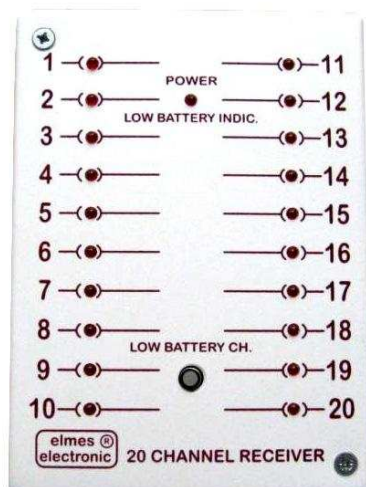 1 11
POWER
2 12
LOW BATTERY INDIC.
3 13
4 14
5 15
6 16
7 17
8 18
LOW BATTERY CH.
9 19
10 20
elmes ®
electronic
20 CHANNEL RECEIVER